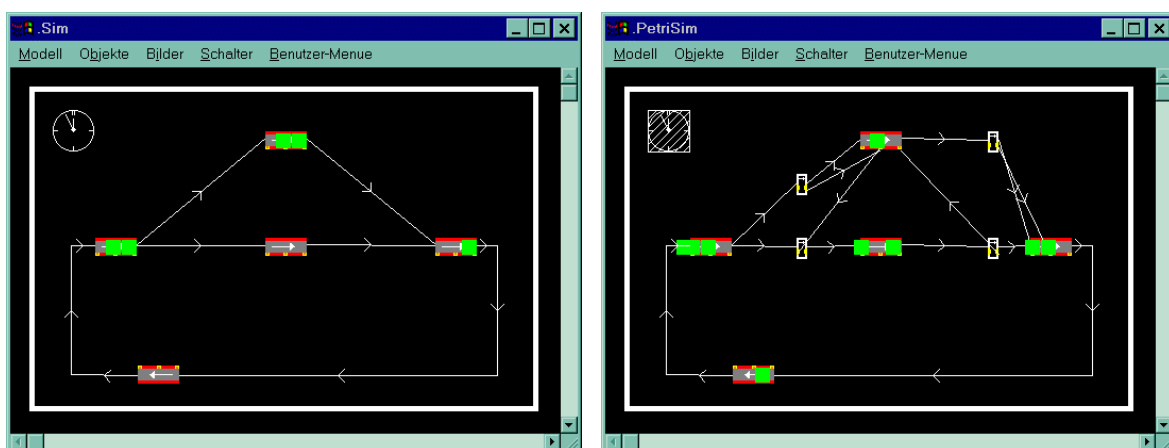 .Sim
Modell Objekte Bilder Schalter Benutzer-Menue
.PetriSim
Modell Objekte Bilder Schalter Benutzer-Menue